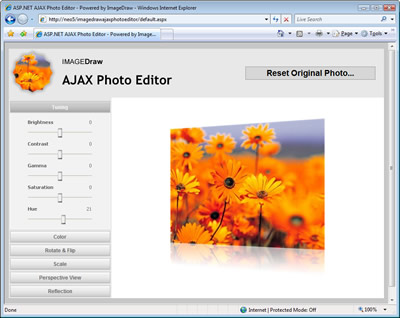 ASP.NET AJAX Photo Editor - Powered by ImageDraw - Windows Internet Explorer
http://neo5/imagedrawajaxphotoeditor/default.aspx
Google
ASP.NET AJAX Photo Editor - Powered by Image...
Page
Tools
IMAGEDraw
AJAX Photo Editor
Reset Original Photo...
Tuning
Brightness 0
Contrast 0
Gamma 0
Saturation 0
Hue 21
Color
Rotate & Flip
Scale
Perspective View
Reflection
Done
Internet | Protected Mode: Off
100%